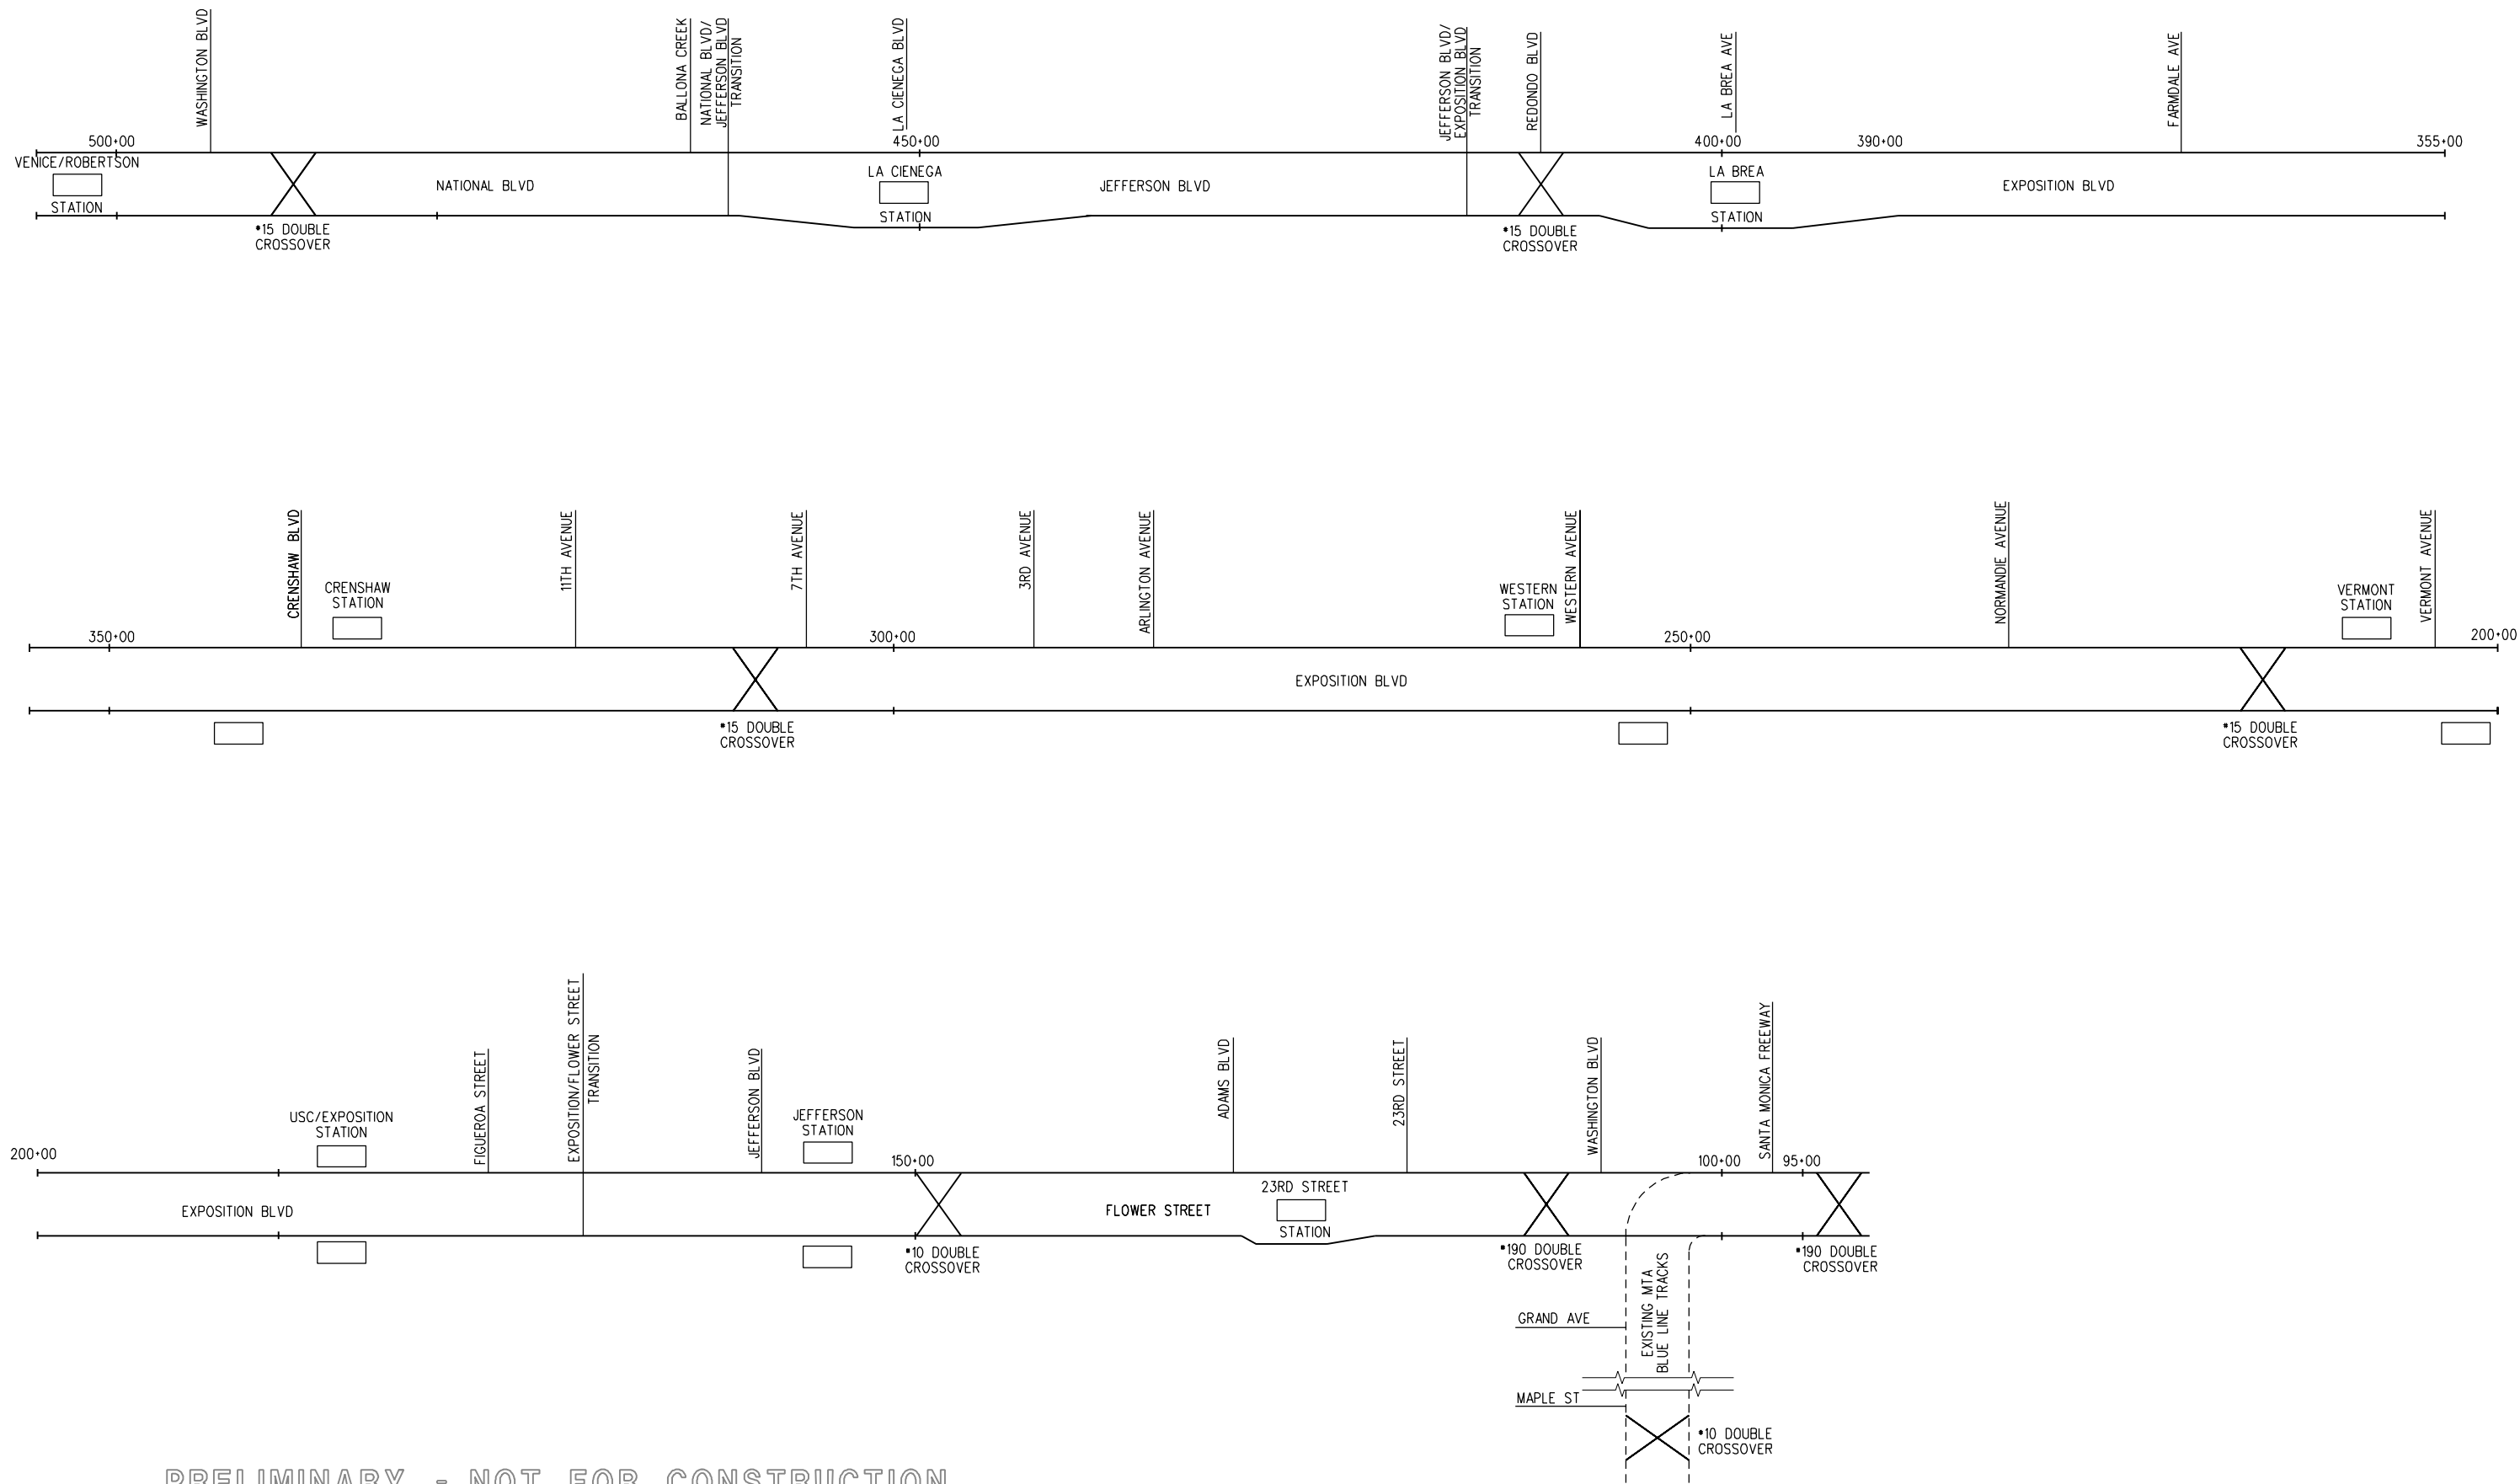 WASHINGTON BLVD
BALLONA CREEK
NATIONAL BLVD/
JEFFERSON BLVD
TRANSITION
LA CIENEGA BLVD
JEFFERSON BLVD/
EXPOSITION BLVD
TRANSITION
REDONDO BLVD
LA BREA AVE
FARMDALE AVE
500+00
450+00
400+00
390+00
355+00
VENICE/ROBERTSON
STATION
NATIONAL BLVD
LA CIENEGA
STATION
JEFFERSON BLVD
LA BREA
STATION
EXPOSITION BLVD
#15 DOUBLE
CROSSOVER
#15 DOUBLE
CROSSOVER
CRENSHAW BLVD
CRENSHAW
STATION
11TH AVENUE
7TH AVENUE
3RD AVENUE
ARLINGTON AVENUE
WESTERN
STATION
WESTERN AVENUE
NORMANDIE AVENUE
VERMONT
STATION
VERMONT AVENUE
350+00
300+00
250+00
200+00
EXPOSITION BLVD
#15 DOUBLE
CROSSOVER
#15 DOUBLE
CROSSOVER
USC/EXPOSITION
STATION
FIGUEROA STREET
EXPOSITION/FLOWER STREET
TRANSITION
JEFFERSON BLVD
JEFFERSON
STATION
ADAMS BLVD
23RD STREET
WASHINGTON BLVD
SANTA MONICA FREEWAY
200+00
150+00
100+00
95+00
EXPOSITION BLVD
FLOWER STREET
23RD STREET
STATION
#10 DOUBLE
CROSSOVER
#190 DOUBLE
CROSSOVER
#190 DOUBLE
CROSSOVER
EXISTING MTA
BLUE LINE TRACKS
GRAND AVE
MAPLE ST
#10 DOUBLE
CROSSOVER
PRELIMINARY - NOT FOR CONSTRUCTION